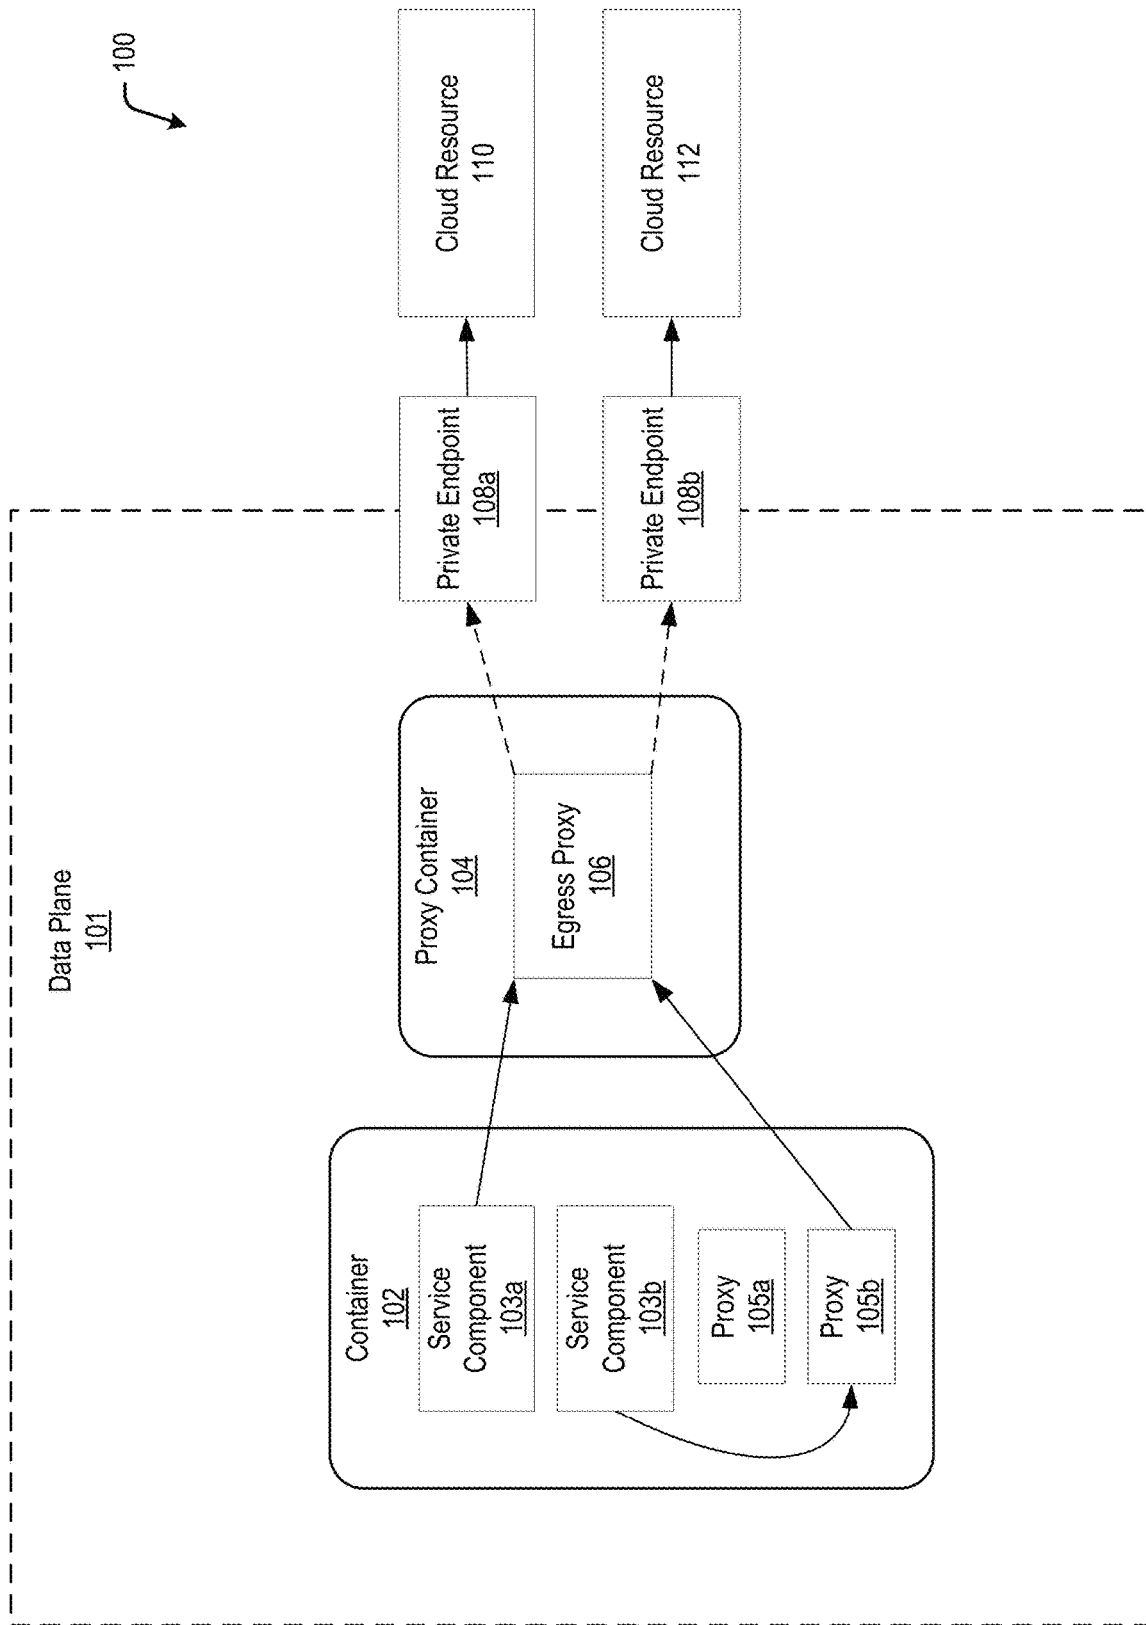 100
Data Plane
101
Container
102
Service
Component
103a
Service
Component
103b
Proxy
105a
Proxy
105b
Proxy Container
104
Egress Proxy
106
Private Endpoint
108a
Private Endpoint
108b
Cloud Resource
110
Cloud Resource
112